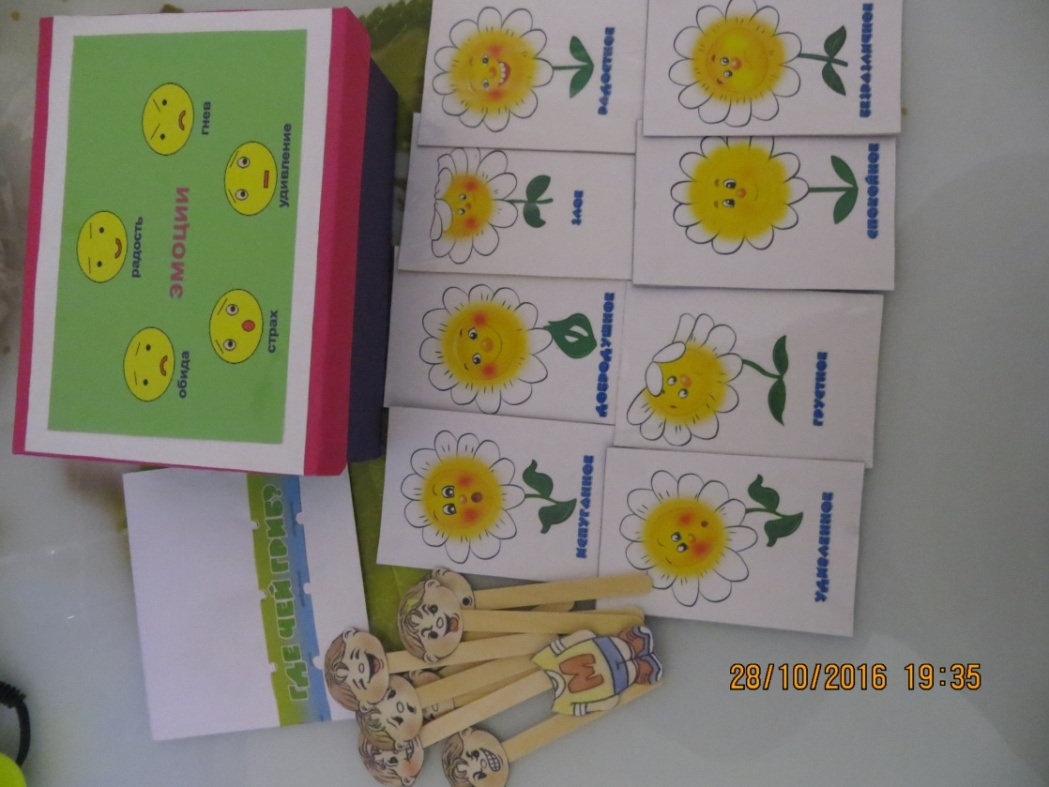 ЭМОЦИИ
радость
гнев
удивление
обида
страх
РАДОСТНОЕ
БЕЗРАЗЛИЧНОЕ
ЗЛОЕ
СПОКОЙНОЕ
ДОБРОДУШНОЕ
ГРУСТНОЕ
ИСПУГАННОЕ
УДИВЛЕННОЕ
ГДЕ ЧЕЙ ГРИБ?
М
28/10/2016 19:35